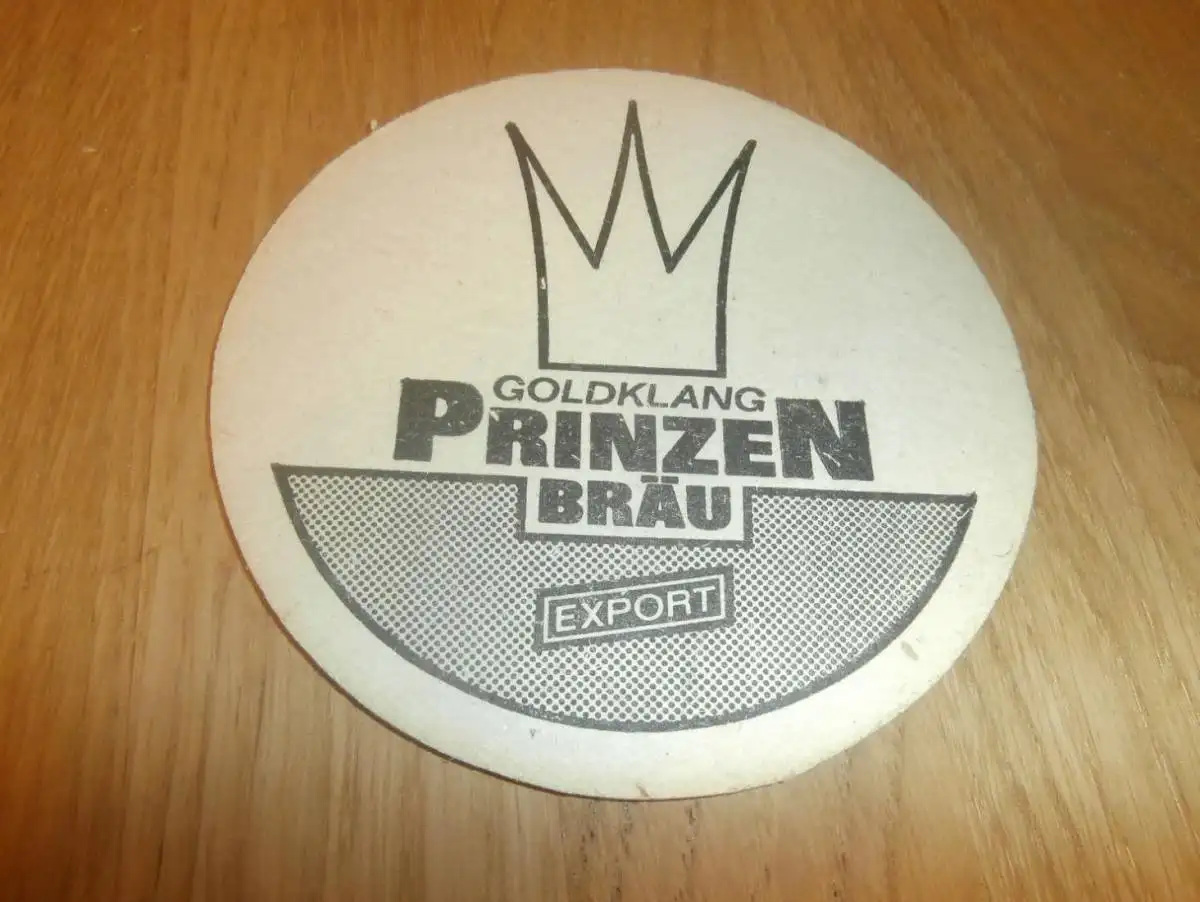 GOLDKLANG
PRINZEN
BRÄU
EXPORT